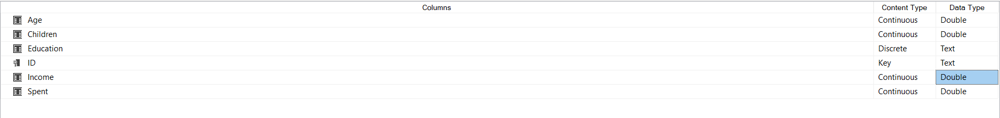 Columns Content Type Data Type
Age Continuous Double
Children Continuous Double
Education Discrete Text
ID Key Text
Income Continuous Double
Spent Continuous Double